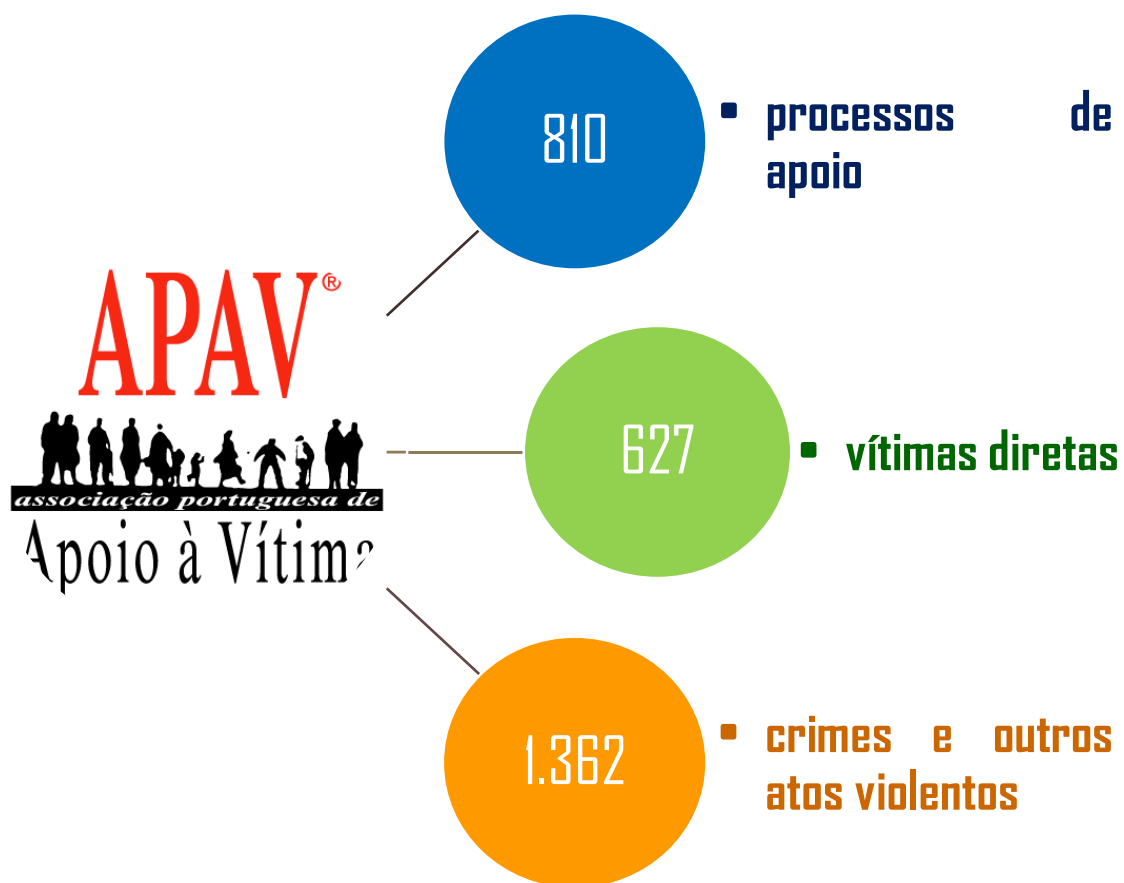 810
processos de
apoio
APAV®
associação portuguesa de
Apoio à Vítima
627
vítimas diretas
1.362
crimes e outros
atos violentos